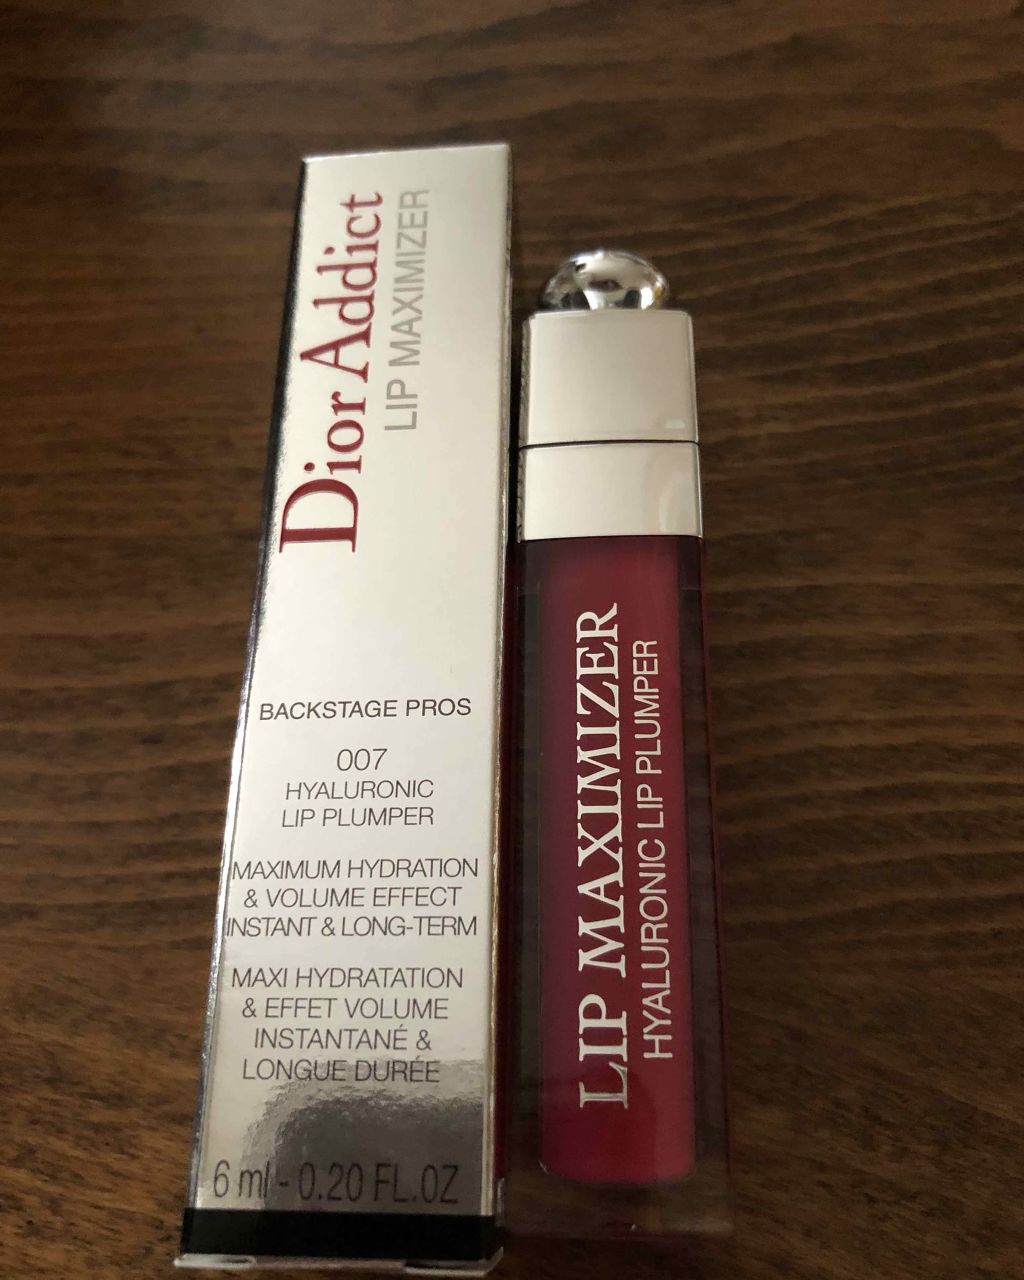 Dior Addict
LIP MAXIMIZER
BACKSTAGE PROS
007
HYALURONIC
LIP PLUMPER
MAXIMUM HYDRATION
& VOLUME EFFECT
INSTANT & LONG-TERM
MAXI HYDRATATION
& EFFET VOLUME
INSTANTANÉ &
LONGUE DURÉE
6 ml - 0.20 FL.OZ
LIP MAXIMIZER
HYALURONIC LIP PLUMPER